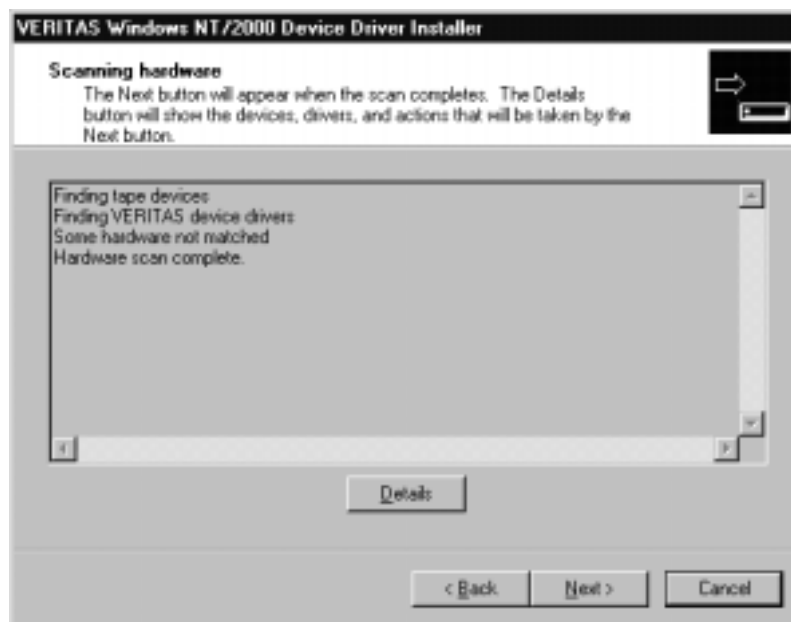 VERITAS Windows NT/2000 Device Driver Installer
Scanning hardware
The Next button will appear when the scan completes. The Details
button will show the devices, drivers, and actions that will be taken by the
Next button.
Finding tape devices
Finding VERITAS device drivers
Some hardware not matched
Hardware scan complete.
Details
< Back
Next >
Cancel